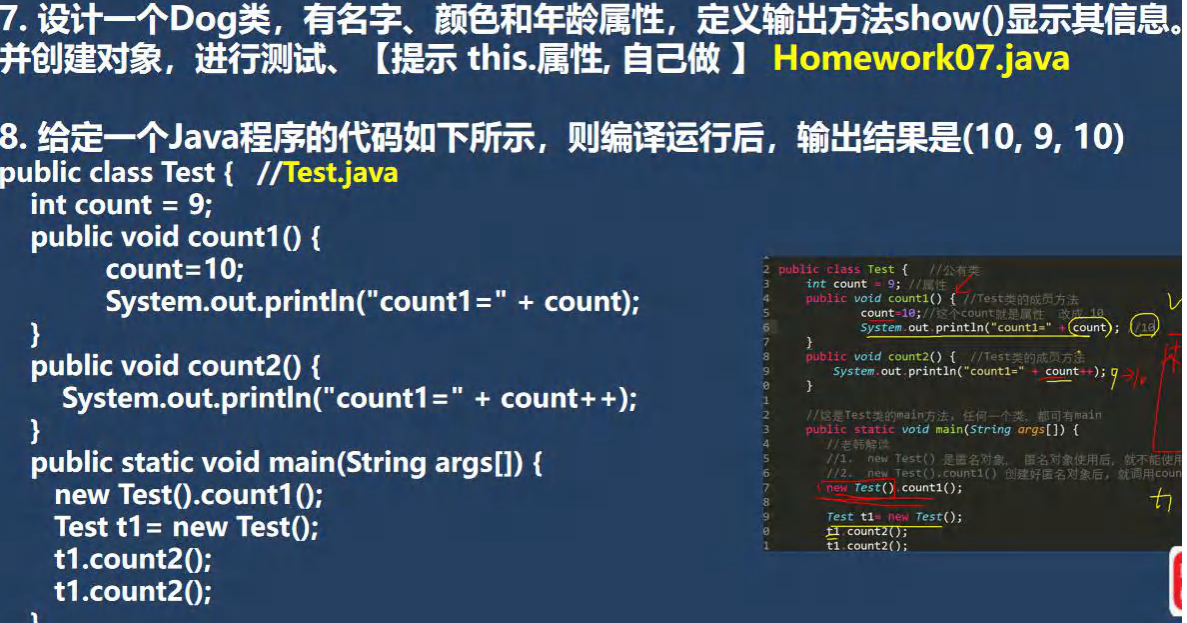 7. 设计一个Dog类，有名字、颜色和年龄属性，定义输出方法show()显示其信息。
并创建对象，进行测试、【提示 this.属性, 自己做 】 Homework07.java
8. 给定一个Java程序的代码如下所示，则编译运行后，输出结果是(10, 9, 10)
public class Test { //Test.java
int count = 9;
public void count1() {
count=10;
System.out.println("count1=" + count);
}
public void count2() {
System.out.println("count1=" + count++);
}
public static void main(String args[]) {
new Test().count1();
Test t1= new Test();
t1.count2();
t1.count2();
}
2 public class Test { //公有类
3 int count = 9; //属性
4 public void count1() { //Test类的成员方法
5 count=10;//这个count就是属性 改成 10
6 System.out.println("count1=" + count); //10
7 }
8 public void count2() { //Test类的成员方法
9 System.out.println("count1=" + count++); 9 →10
0 }
1
2 //这是Test类的main方法, 任何一个类, 都可有main
3 public static void main(String args[]) {
4 //老韩解读
5 //1. new Test() 是匿名对象, 匿名对象使用后, 就不能使用
6 //2. new Test().count1() 创建好匿名对象后, 就调用coun
7 new Test().count1();
8
9 Test t1= new Test();
0 t1.count2();
1 t1.count2();